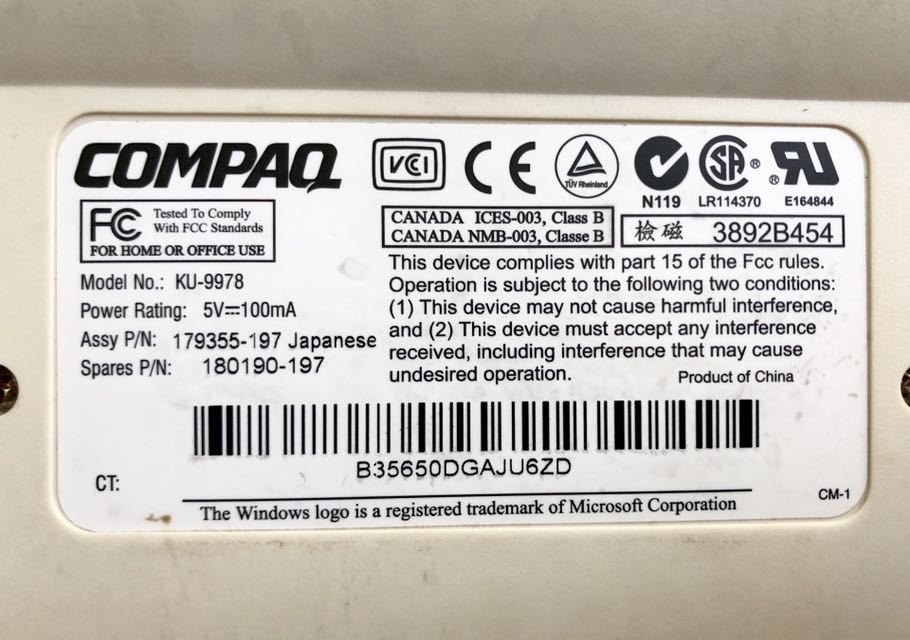 COMPAQ
VCCI
CE
TÜV Rheinland
N119
SA ®
LR114370
® RU
E164844
FC Tested To Comply
With FCC Standards
FOR HOME OR OFFICE USE
CANADA ICES-003, Class B
CANADA NMB-003, Classe B
檢磁 3892B454
Model No.: KU-9978
Power Rating: 5V⎓100mA
Assy P/N: 179355-197 Japanese
Spares P/N: 180190-197
This device complies with part 15 of the Fcc rules.
Operation is subject to the following two conditions:
(1) This device may not cause harmful interference,
and (2) This device must accept any interference
received, including interference that may cause
undesired operation.
Product of China
B35650DGAJU6ZD
CT:
CM-1
The Windows logo is a registered trademark of Microsoft Corporation